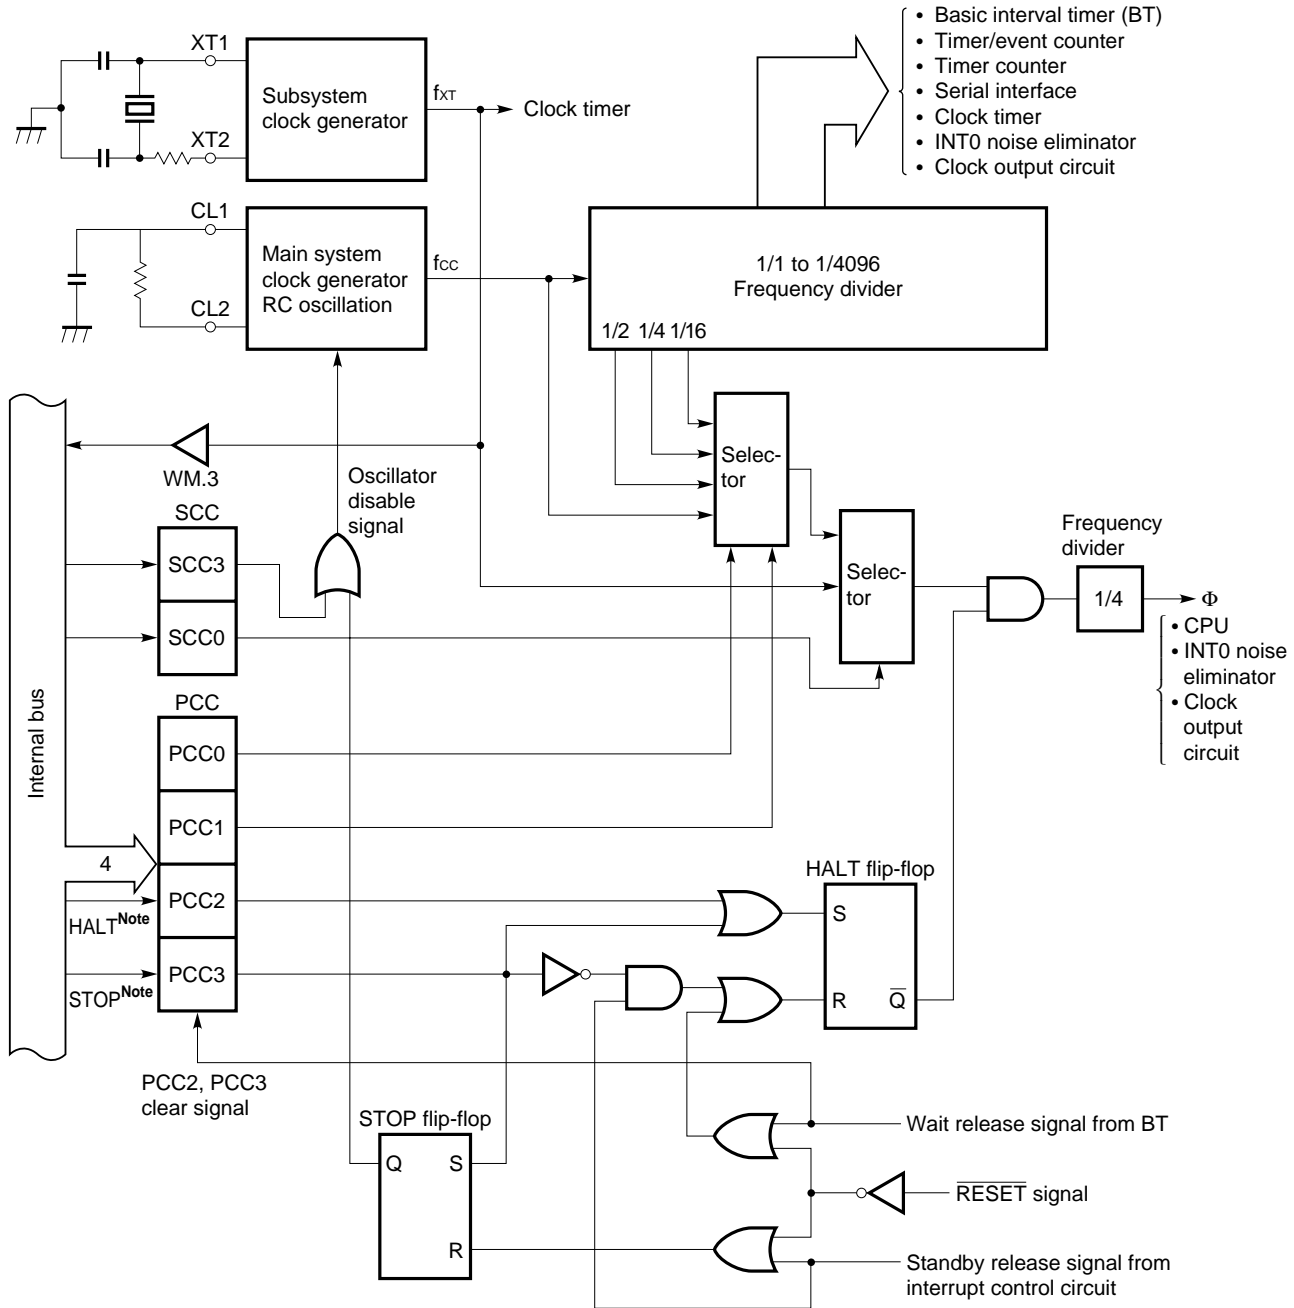 • Basic interval timer (BT)
• Timer/event counter
• Timer counter
• Serial interface
• Clock timer
• INT0 noise eliminator
• Clock output circuit
XT1
XT2
Subsystem
clock generator
fXT
Clock timer
CL1
CL2
Main system
clock generator
RC oscillation
fCC
1/1 to 1/4096
Frequency divider
1/2 1/4 1/16
WM.3
Oscillator
disable
signal
Selec-
tor
SCC
SCC3
SCC0
Selec-
tor
Frequency
divider
1/4
Φ
• CPU
• INT0 noise
eliminator
• Clock
output
circuit
Internal bus
PCC
PCC0
PCC1
4
PCC2
HALTNote
PCC3
STOPNote
HALT flip-flop
S
R
Q
PCC2, PCC3
clear signal
STOP flip-flop
Q
S
R
Wait release signal from BT
RESET signal
Standby release signal from
interrupt control circuit